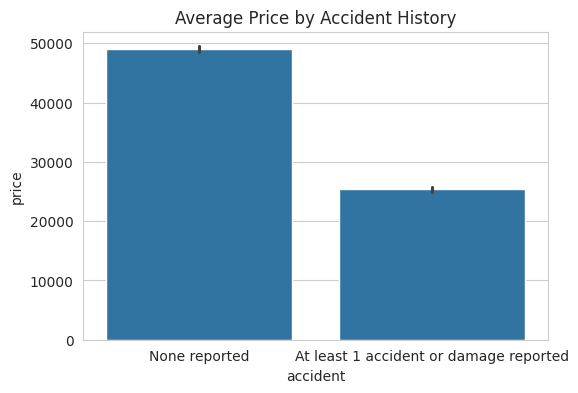 Average Price by Accident History
price
50000
40000
30000
20000
10000
0
None reported
At least 1 accident or damage reported
accident